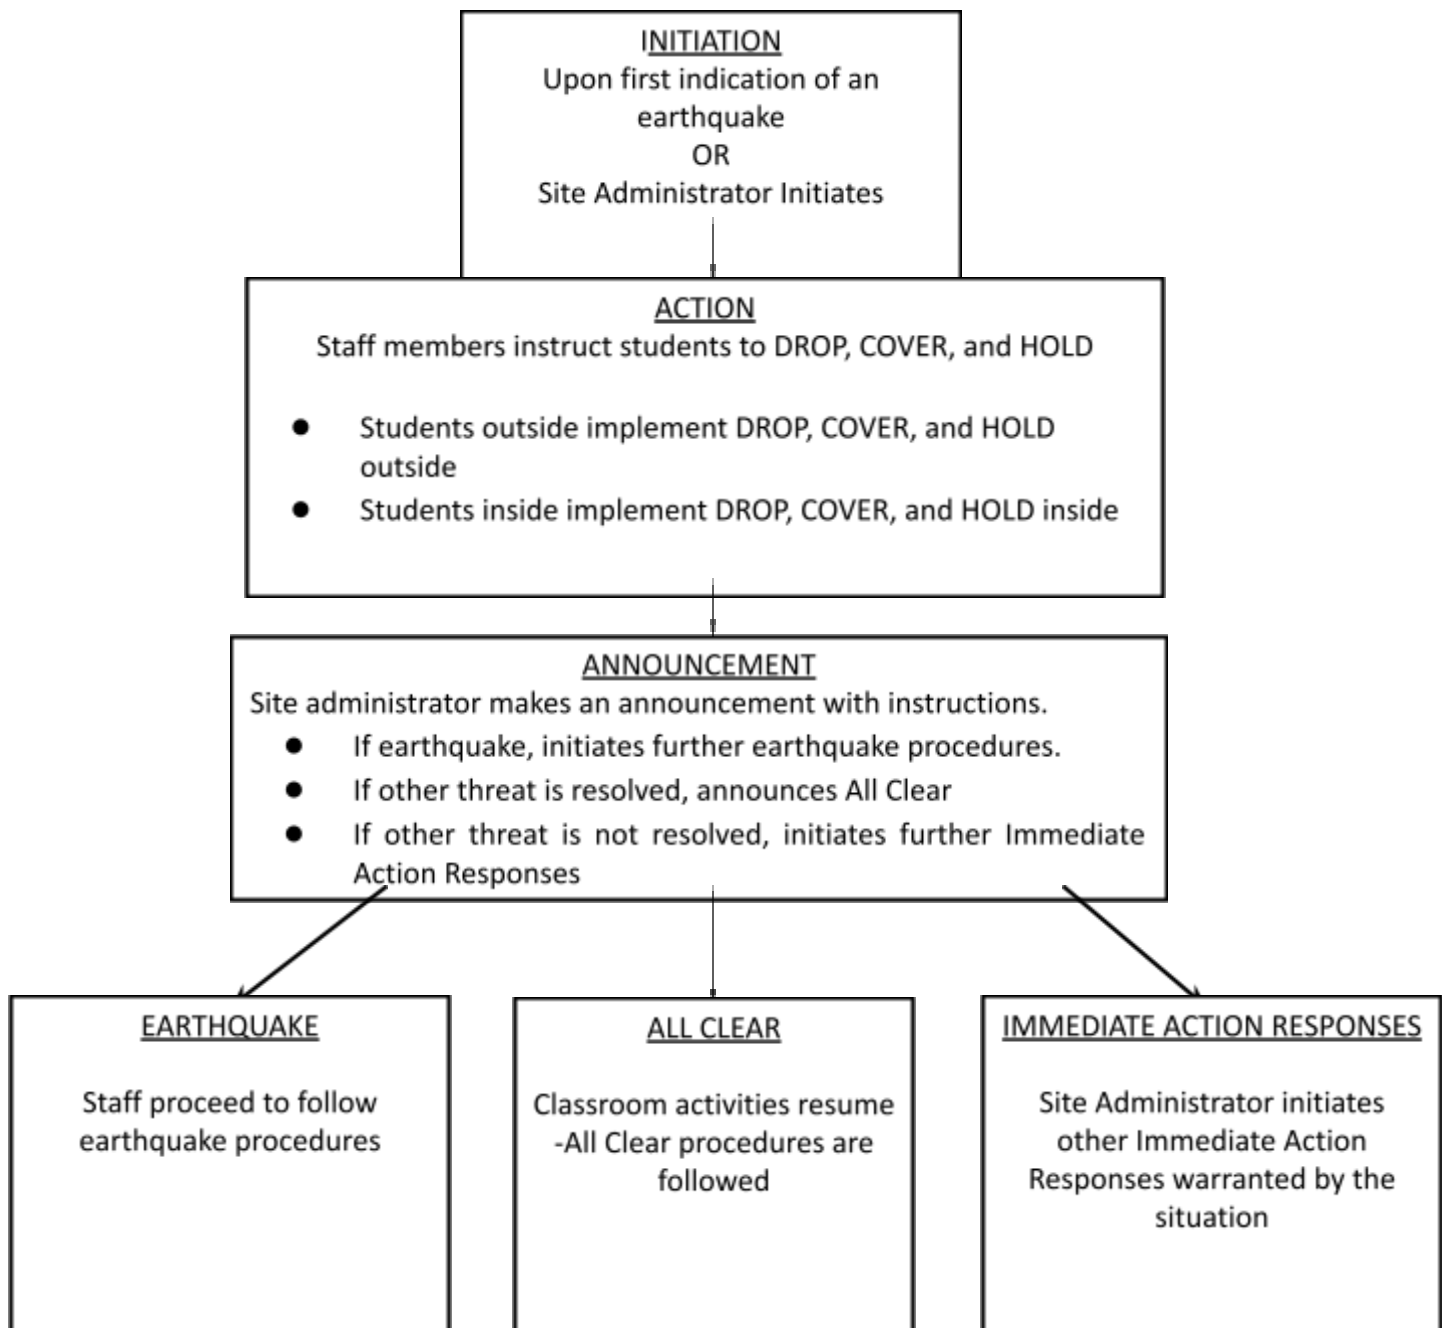 INITIATION
Upon first indication of an
earthquake
OR
Site Administrator Initiates
ACTION
Staff members instruct students to DROP, COVER, and HOLD
● Students outside implement DROP, COVER, and HOLD
outside
● Students inside implement DROP, COVER, and HOLD inside
ANNOUNCEMENT
Site administrator makes an announcement with instructions.
● If earthquake, initiates further earthquake procedures.
● If other threat is resolved, announces All Clear
● If other threat is not resolved, initiates further Immediate
Action Responses
EARTHQUAKE
Staff proceed to follow
earthquake procedures
ALL CLEAR
Classroom activities resume
-All Clear procedures are
followed
IMMEDIATE ACTION RESPONSES
Site Administrator initiates
other Immediate Action
Responses warranted by the
situation